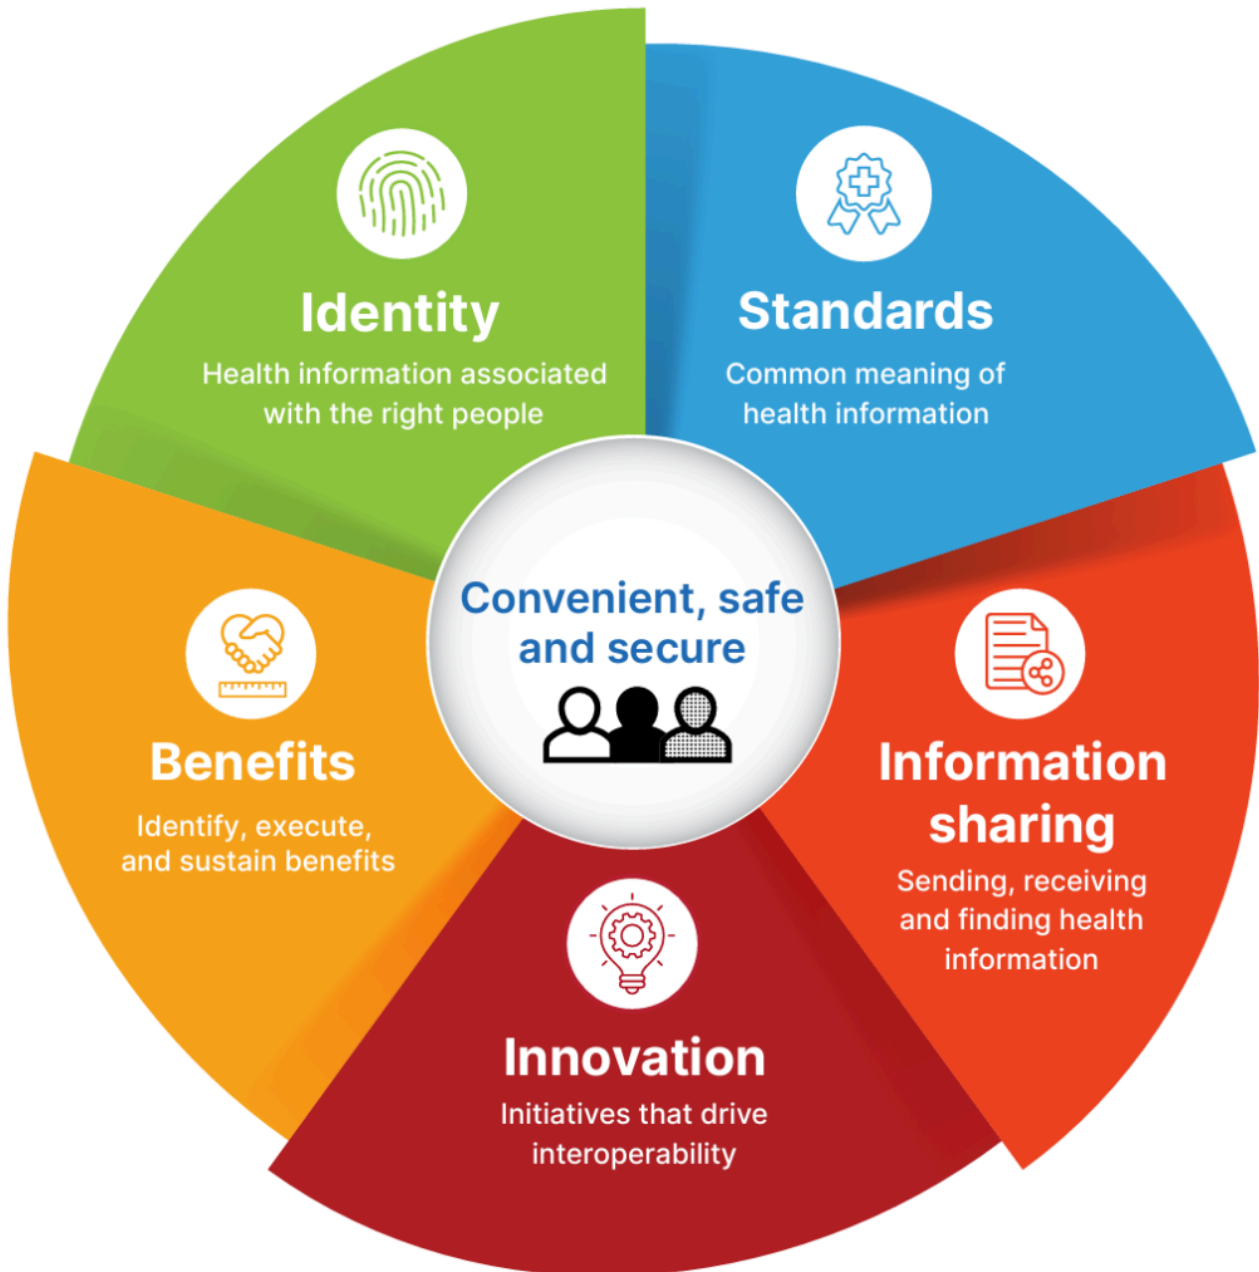 Identity
Health information associated
with the right people
Standards
Common meaning of
health information
Convenient, safe
and secure
Benefits
Identify, execute,
and sustain benefits
Information
sharing
Sending, receiving
and finding health
information
Innovation
Initiatives that drive
interoperability